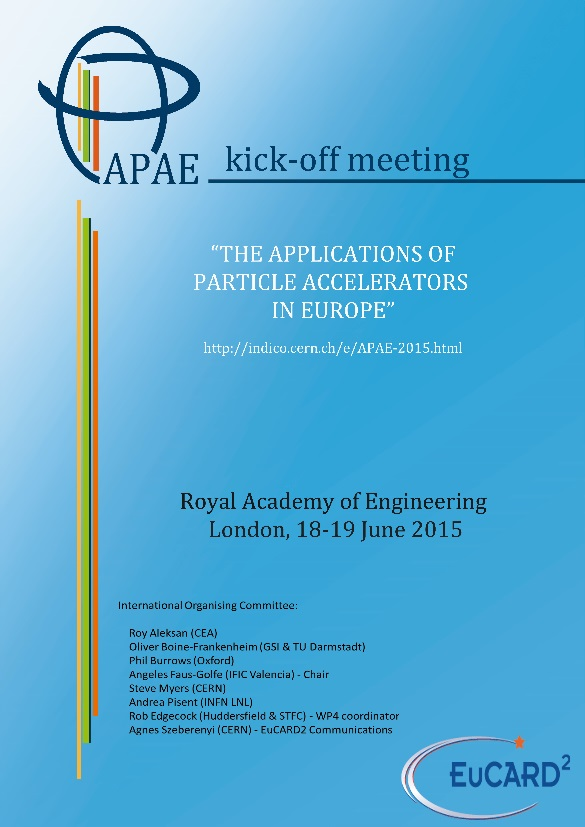 APAE kick-off meeting
“THE APPLICATIONS OF
PARTICLE ACCELERATORS
IN EUROPE”
http://indico.cern.ch/e/APAE-2015.html
Royal Academy of Engineering
London, 18-19 June 2015
International Organising Committee:
Roy Aleksan (CEA)
Oliver Boine-Frankenheim (GSI & TU Darmstadt)
Phil Burrows (Oxford)
Angeles Faus-Golfe (IFIC Valencia) - Chair
Steve Myers (CERN)
Andrea Pisent (INFN LNL)
Rob Edgecock (Huddersfield & STFC) - WP4 coordinator
Agnes Szeberenyi (CERN) - EuCARD2 Communications
EuCARD²